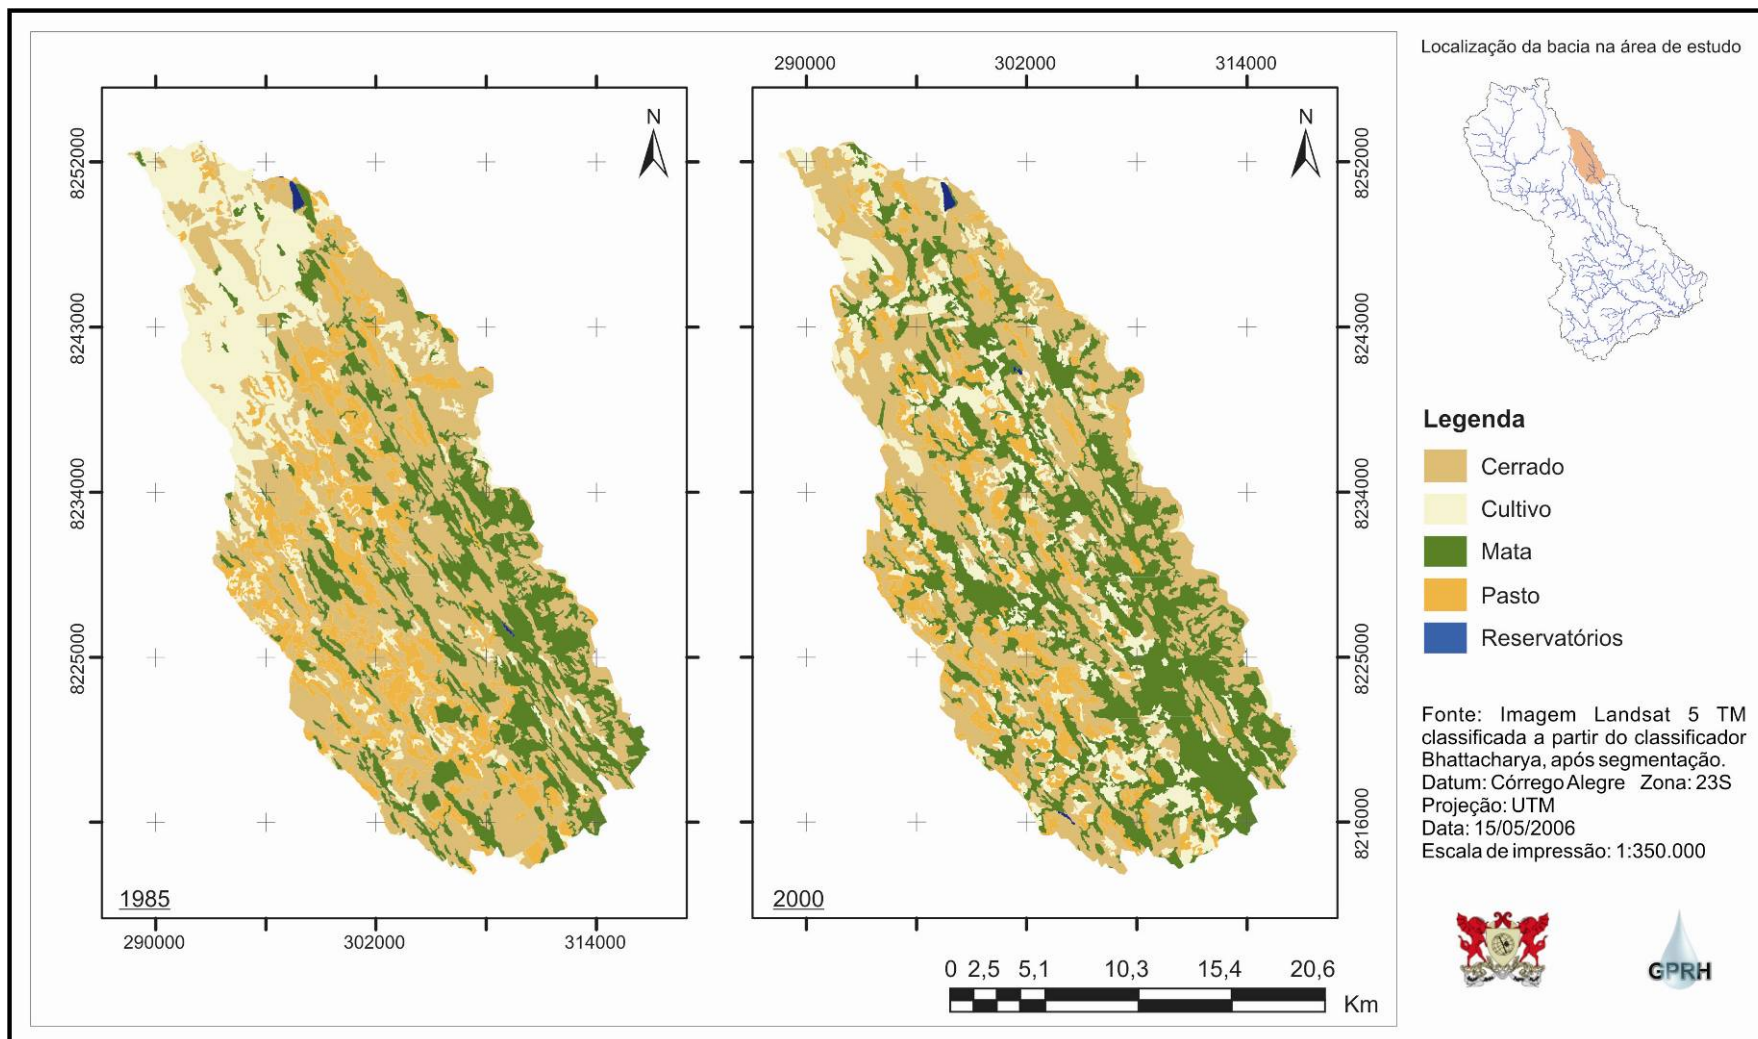 290000
302000
314000
Localização da bacia na área de estudo
N
N
8252000
8252000
8243000
8243000
8234000
8234000
8225000
8225000
8216000
1985
2000
290000
302000
314000
0 2,5 5,1 10,3 15,4 20,6
Km
Legenda
Cerrado
Cultivo
Mata
Pasto
Reservatórios
Fonte: Imagem Landsat 5 TM
classificada a partir do classificador
Bhattacharya, após segmentação.
Datum: Córrego Alegre Zona: 23S
Projeção: UTM
Data: 15/05/2006
Escala de impressão: 1:350.000
GPRH